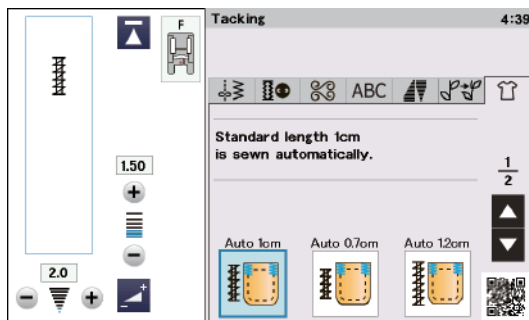 F
Tacking
4:39
ABC
Standard length 1cm
is sewn automatically.
1.50
1
2
Auto 1cm Auto 0.7cm Auto 1.2cm
2.0